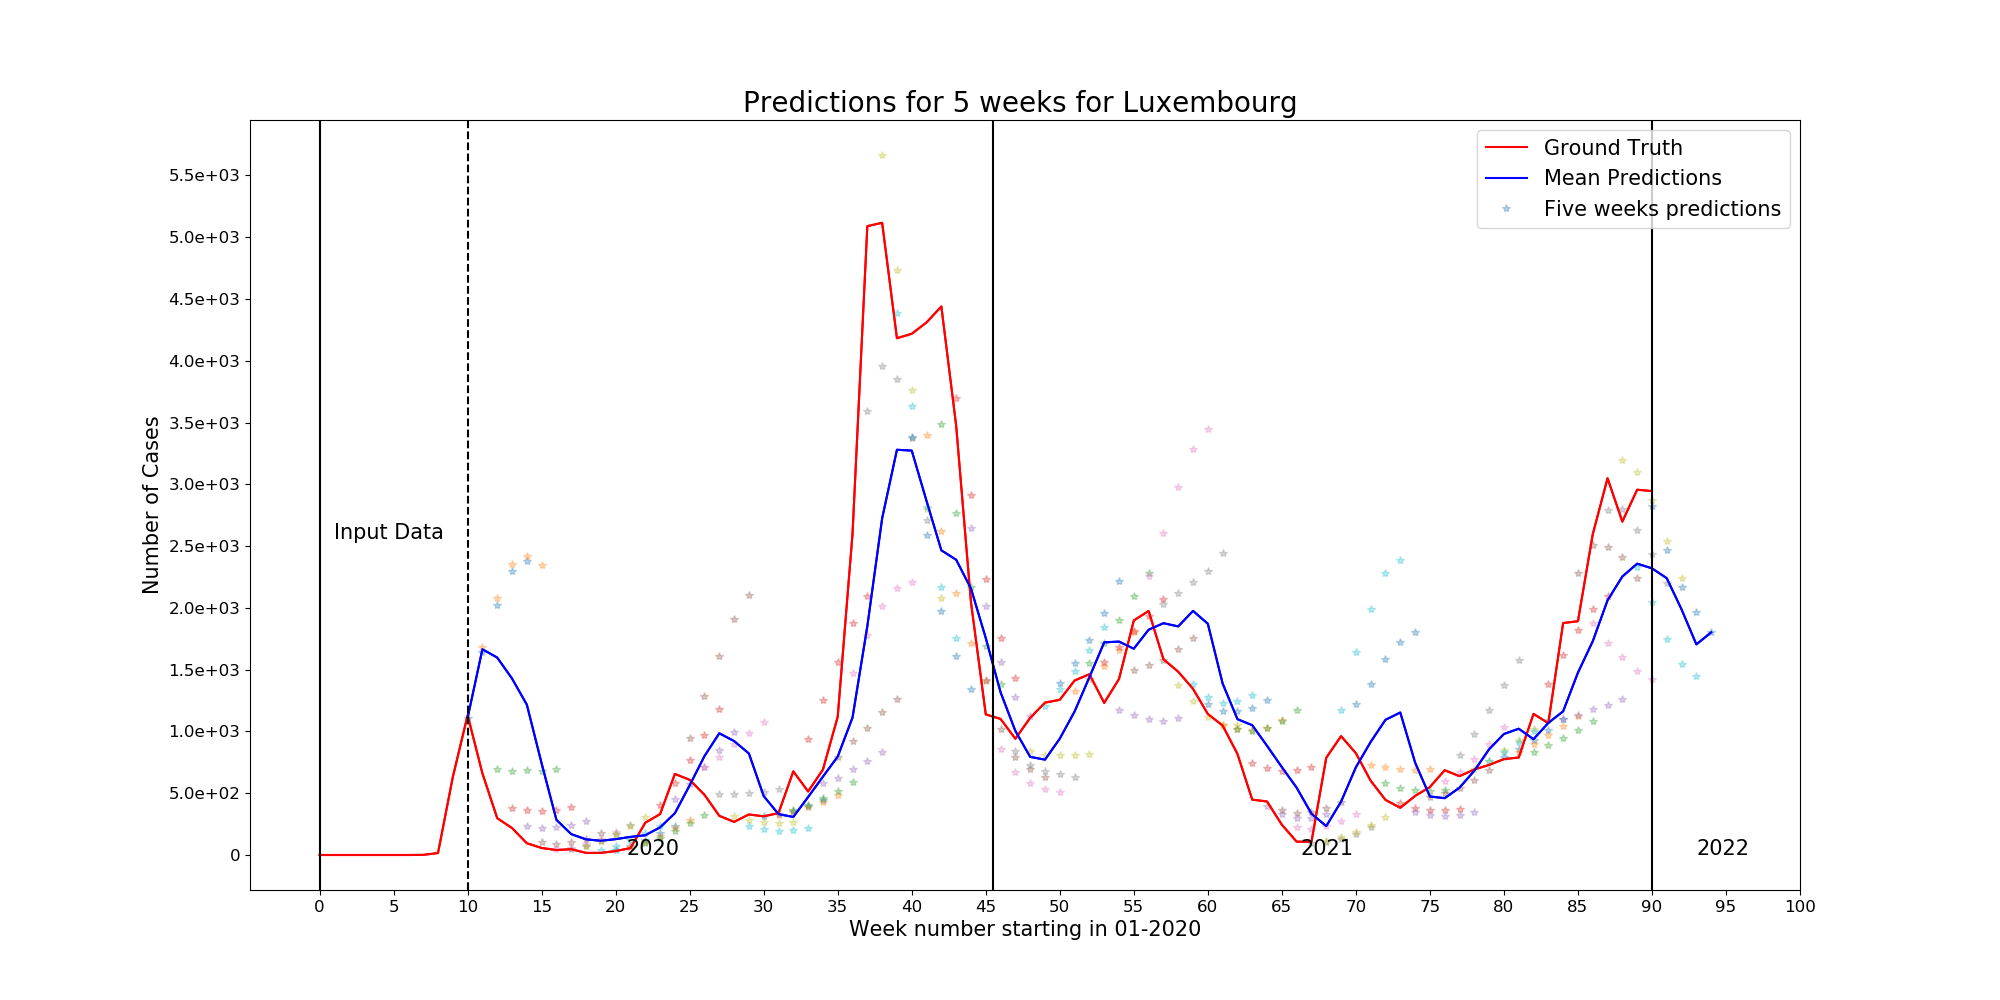 Predictions for 5 weeks for Luxembourg
Ground Truth
Mean Predictions
Five weeks predictions
Number of Cases
5.5e+03
5.0e+03
4.5e+03
4.0e+03
3.5e+03
3.0e+03
2.5e+03
2.0e+03
1.5e+03
1.0e+03
5.0e+02
0
Input Data
2020
2021
2022
0 5 10 15 20 25 30 35 40 45 50 55 60 65 70 75 80 85 90 95 100
Week number starting in 01-2020